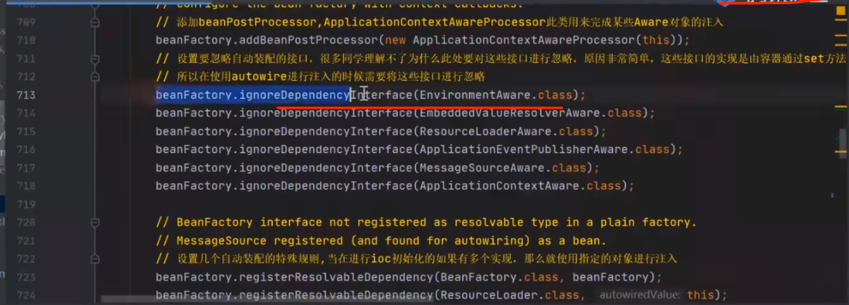 708 // Configure the bean factory with context callbacks.
709 // 添加beanPostProcessor,ApplicationContextAwareProcessor此类用来完成某些Aware对象的注入
710 beanFactory.addBeanPostProcessor(new ApplicationContextAwareProcessor(this));
711 // 设置要忽略自动装配的接口，很多同学理解不了为什么此处要对这些接口进行忽略，原因非常简单，这些接口的实现是由容器通过set方法
712 // 所以在使用autowire进行注入的时候需要将这些接口进行忽略
713 beanFactory.ignoreDependencyInterface(EnvironmentAware.class);
714 beanFactory.ignoreDependencyInterface(EmbeddedValueResolverAware.class);
715 beanFactory.ignoreDependencyInterface(ResourceLoaderAware.class);
716 beanFactory.ignoreDependencyInterface(ApplicationEventPublisherAware.class);
717 beanFactory.ignoreDependencyInterface(MessageSourceAware.class);
718 beanFactory.ignoreDependencyInterface(ApplicationContextAware.class);
719
720 // BeanFactory interface not registered as resolvable type in a plain factory.
721 // MessageSource registered (and found for autowiring) as a bean.
722 // 设置几个自动装配的特殊规则,当在进行ioc初始化的如果有多个实现，那么就使用指定的对象进行注入
723 beanFactory.registerResolvableDependency(BeanFactory.class, beanFactory);
724 beanFactory.registerResolvableDependency(ResourceLoader.class, autowiredValue: this);